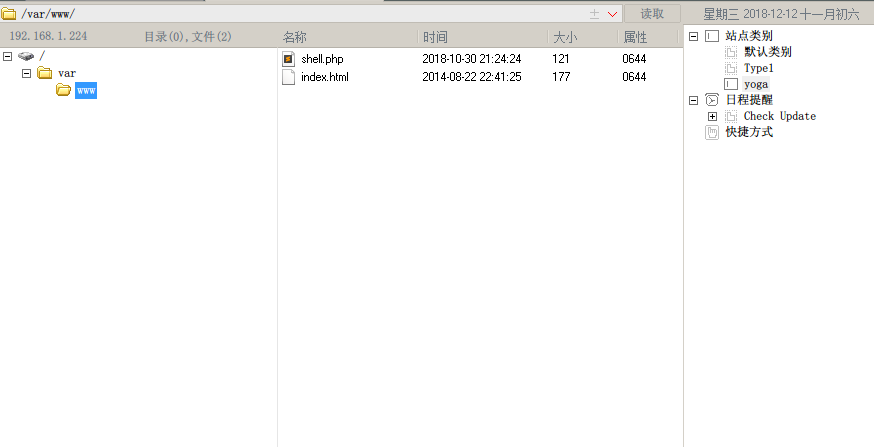 /var/www/
读取
星期三 2018-12-12 十一月初六
192.168.1.224
目录(0),文件(2)
/
var
www
名称 时间 大小 属性
shell.php 2018-10-30 21:24:24 121 0644
index.html 2014-08-22 22:41:25 177 0644
站点类别
默认类别
Type1
yoga
日程提醒
Check Update
快捷方式